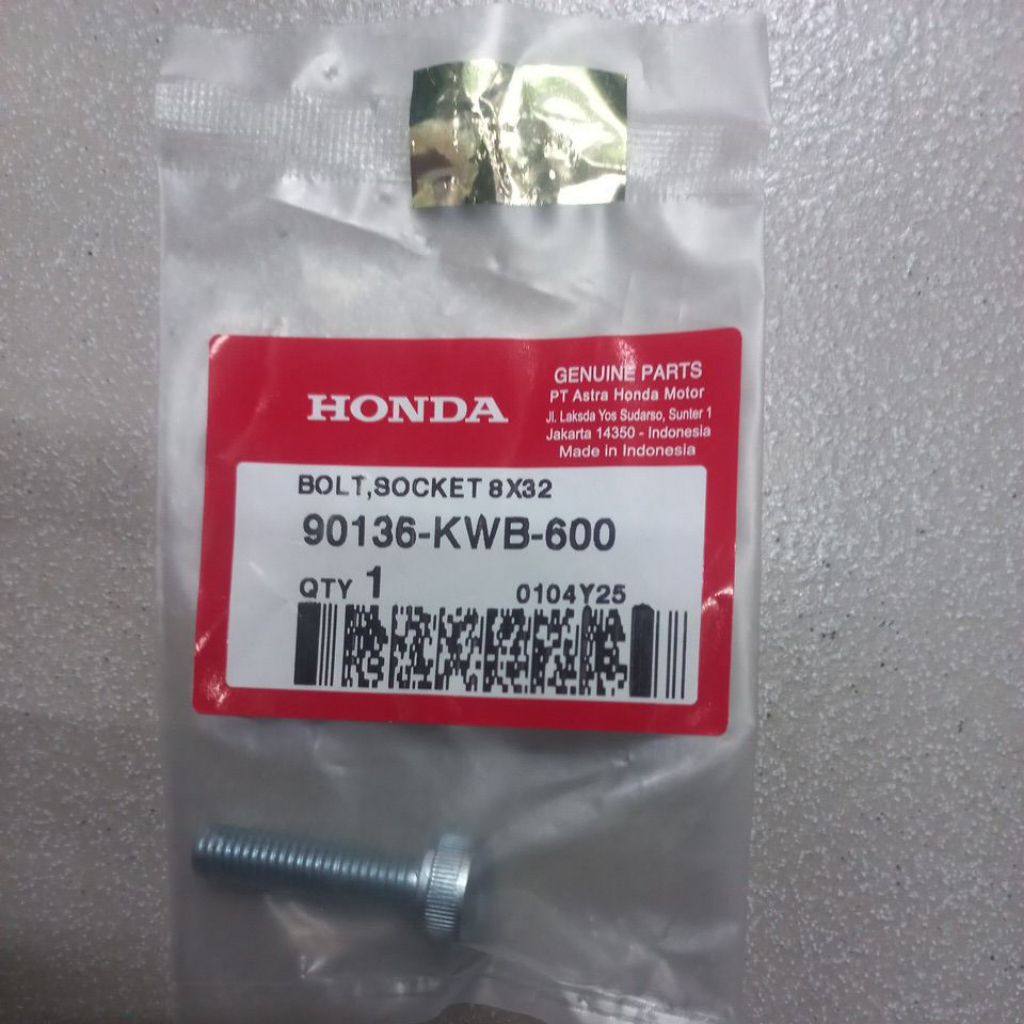 HONDA
GENUINE PARTS
PT Astra Honda Motor
Jl. Laksda Yos Sudarso, Sunter 1
Jakarta 14350 - Indonesia
Made in Indonesia
BOLT,SOCKET 8X32
90136-KWB-600
QTY 1 0104Y25